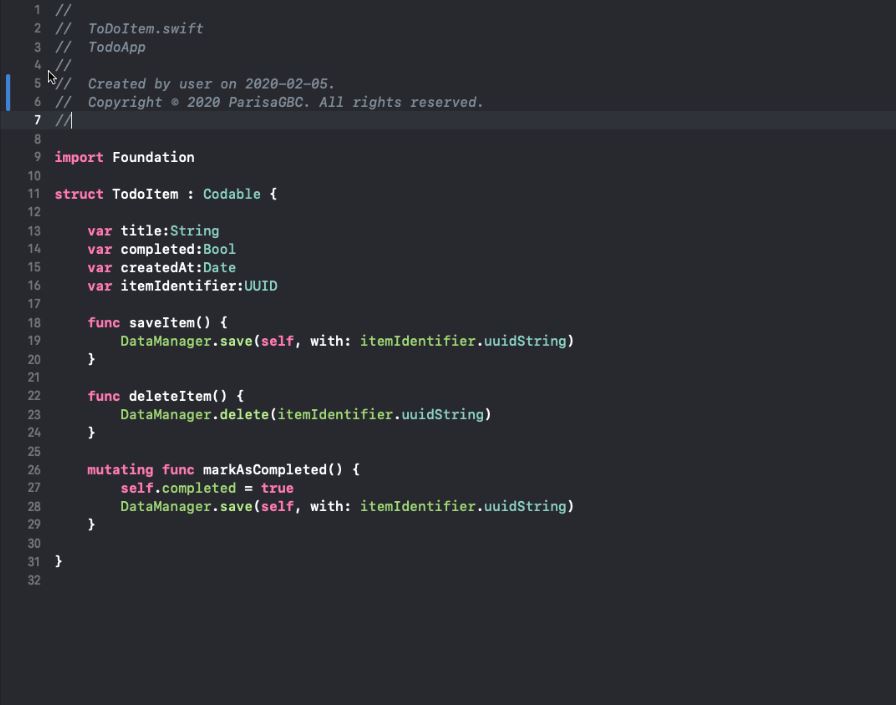 1 //
2 //  ToDoItem.swift
3 //  TodoApp
4 //
5 //  Created by user on 2020-02-05.
6 //  Copyright © 2020 ParisaGBC. All rights reserved.
7 //
8
9 import Foundation
10
11 struct TodoItem : Codable {
12
13     var title:String
14     var completed:Bool
15     var createdAt:Date
16     var itemIdentifier:UUID
17
18     func saveItem() {
19         DataManager.save(self, with: itemIdentifier.uuidString)
20     }
21
22     func deleteItem() {
23         DataManager.delete(itemIdentifier.uuidString)
24     }
25
26     mutating func markAsCompleted() {
27         self.completed = true
28         DataManager.save(self, with: itemIdentifier.uuidString)
29     }
30
31 }
32